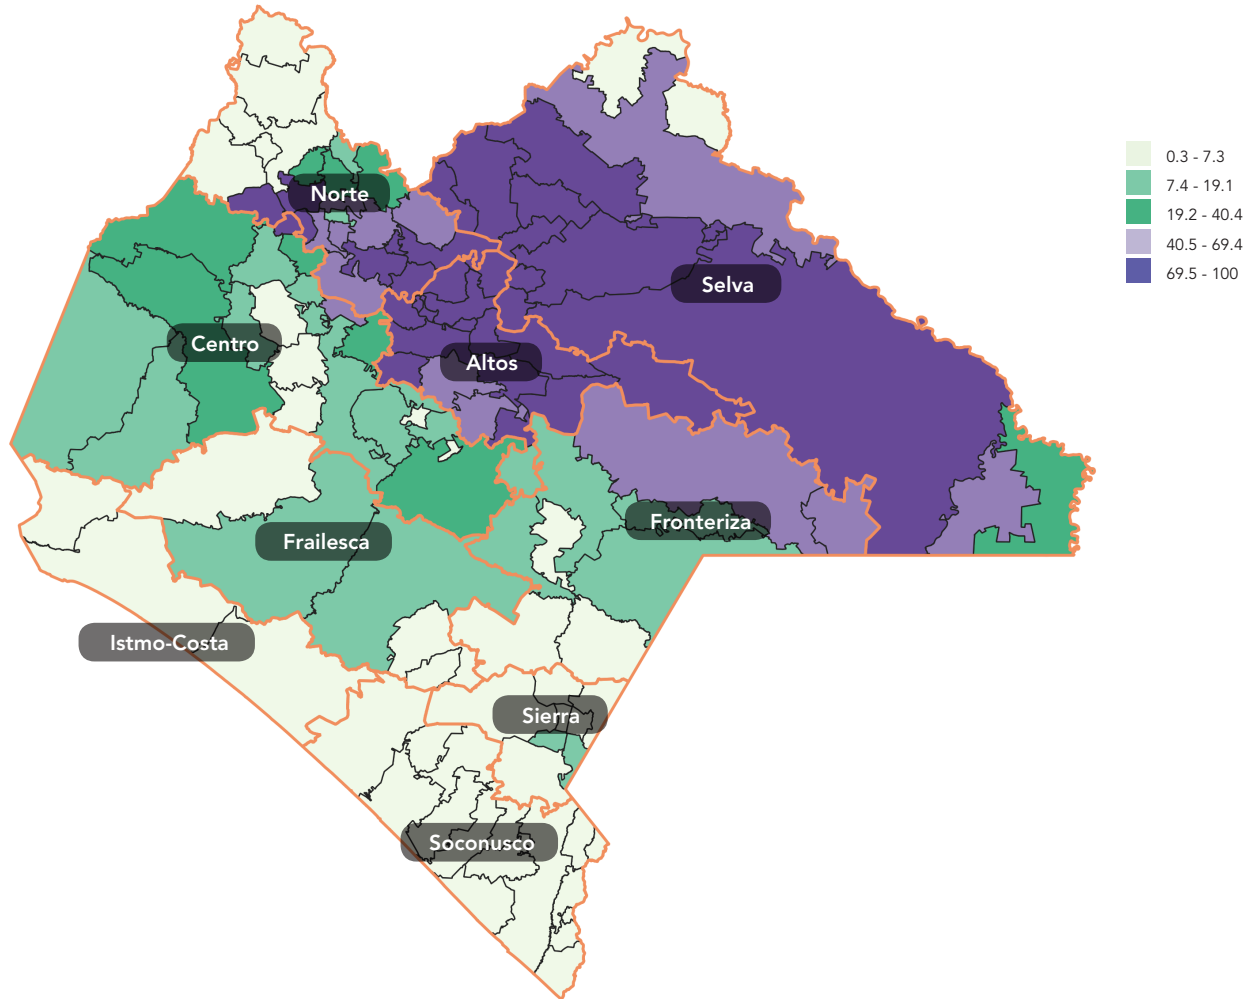 0.3 - 7.3
7.4 - 19.1
19.2 - 40.4
40.5 - 69.4
69.5 - 100
Norte
Selva
Centro
Altos
Fronteriza
Frailesca
Istmo-Costa
Sierra
Soconusco